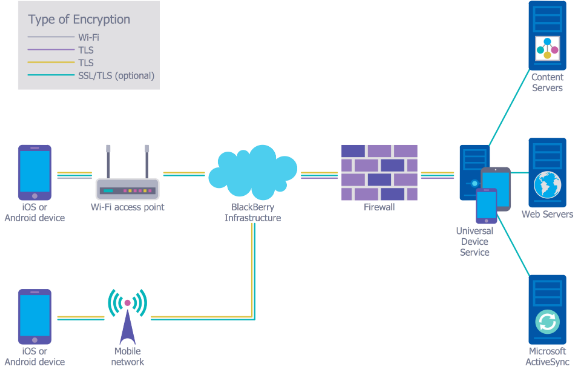 Type of Encryption
Wi-Fi
TLS
TLS
SSL/TLS (optional)
Content
Servers
iOS or
Android device
Wi-Fi access point
BlackBerry
Infrastructure
Firewall
Universal
Device
Service
Web Servers
iOS or
Android device
Mobile
network
Microsoft
ActiveSync